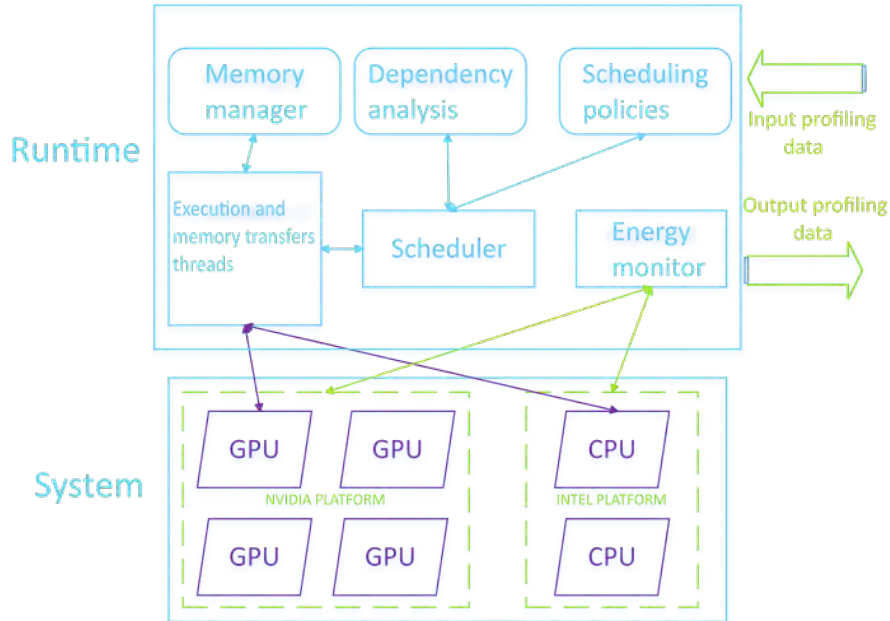 Memory
manager
Dependency
analysis
Scheduling
policies
Input profiling
data
Runtime
Execution and
memory transfers
threads
Scheduler
Energy
monitor
Output profiling
data
System
GPU
GPU
CPU
NVIDIA PLATFORM
INTEL PLATFORM
GPU
GPU
CPU